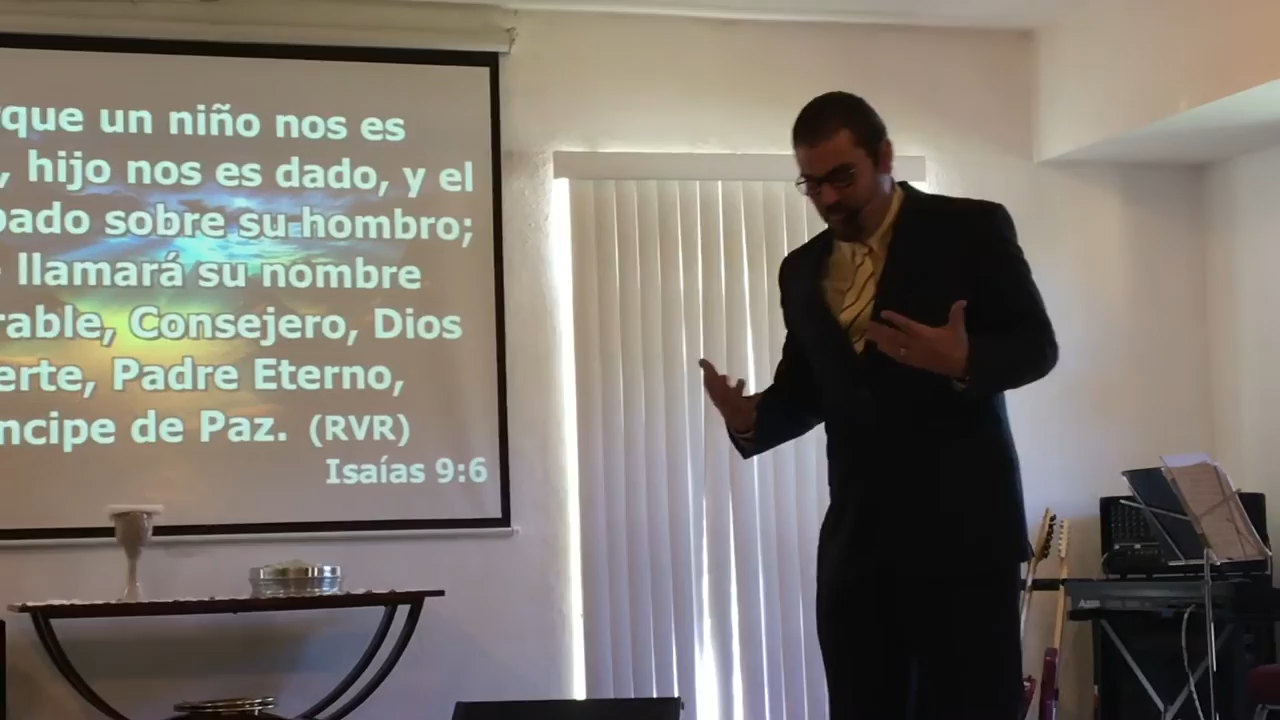 que un niño nos es
, hijo nos es dado, y el
pado sobre su hombro;
llamará su nombre
rable, Consejero, Dios
erte, Padre Eterno,
ncipe de Paz. (RVR)
Isaías 9:6